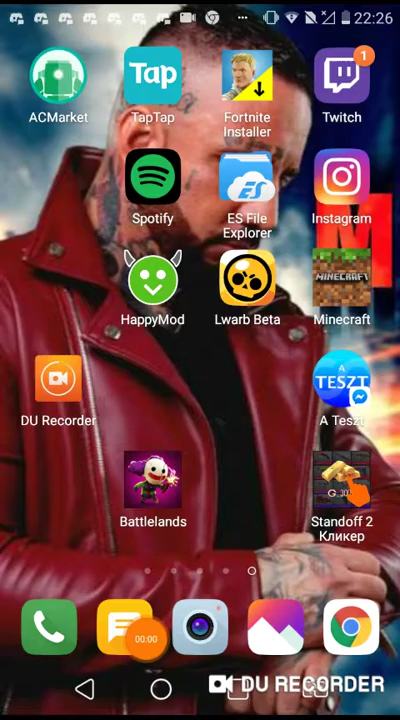 22:26
Tap
1
ACMarket
TapTap
Fortnite
Installer
Twitch
ES
Spotify
ES File
Explorer
Instagram
M
MINECRAFT
HappyMod
Lwarb Beta
Minecraft
A
TESZT
DU Recorder
A Teszt
Battlelands
Standoff 2
Кликер
00:00
DU RECORDER